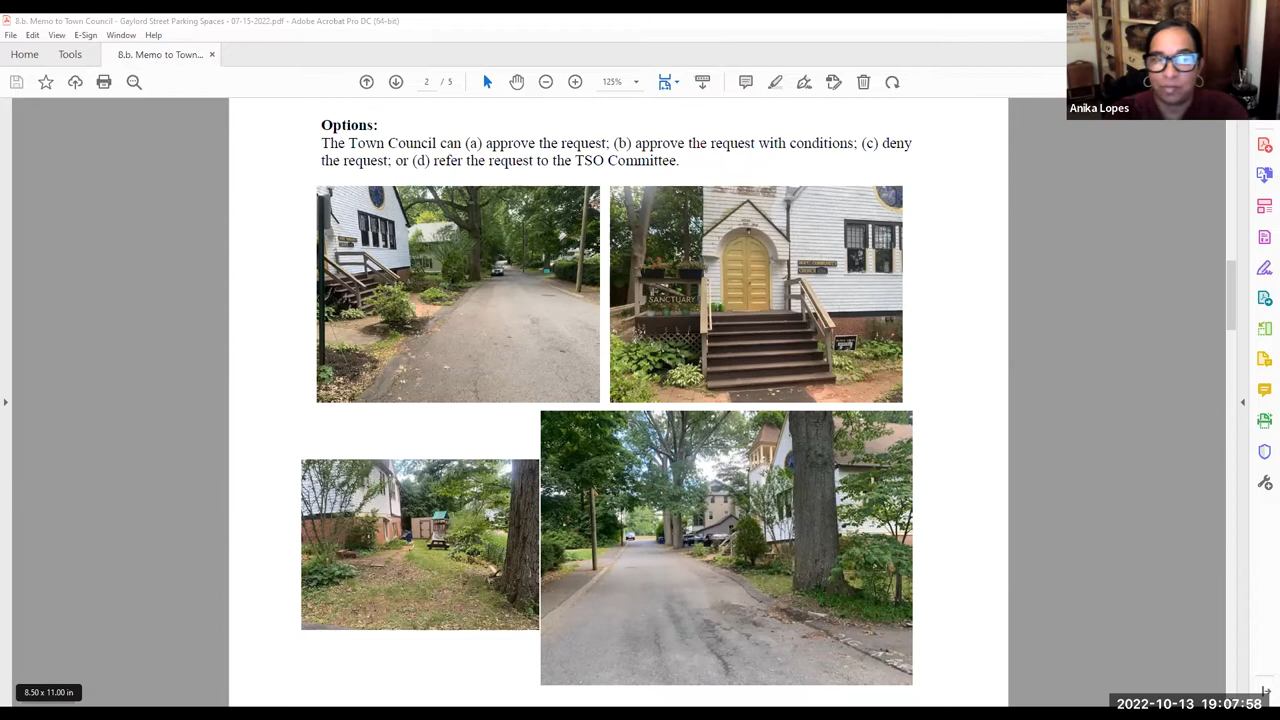 8.b. Memo to Town Council - Gaylord Street Parking Spaces - 07-15-2022.pdf - Adobe Acrobat Pro DC (64-bit)
File Edit View E-Sign Window Help
Home Tools 8.b. Memo to Town... ×
2 / 5 125%
Anika Lopes
Options:
The Town Council can (a) approve the request; (b) approve the request with conditions; (c) deny
the request; or (d) refer the request to the TSO Committee.
SANCTUARY
8.50 x 11.00 in
2022-10-13 19:07:58